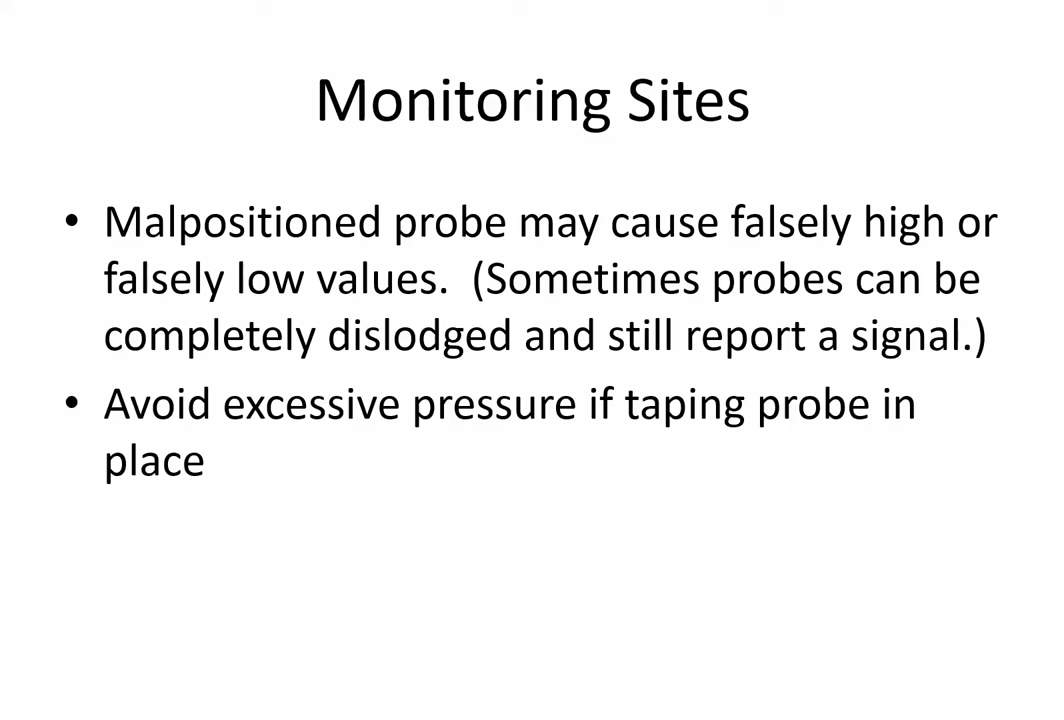 Monitoring Sites
• Malpositioned probe may cause falsely high or
falsely low values.  (Sometimes probes can be
completely dislodged and still report a signal.)
• Avoid excessive pressure if taping probe in
place